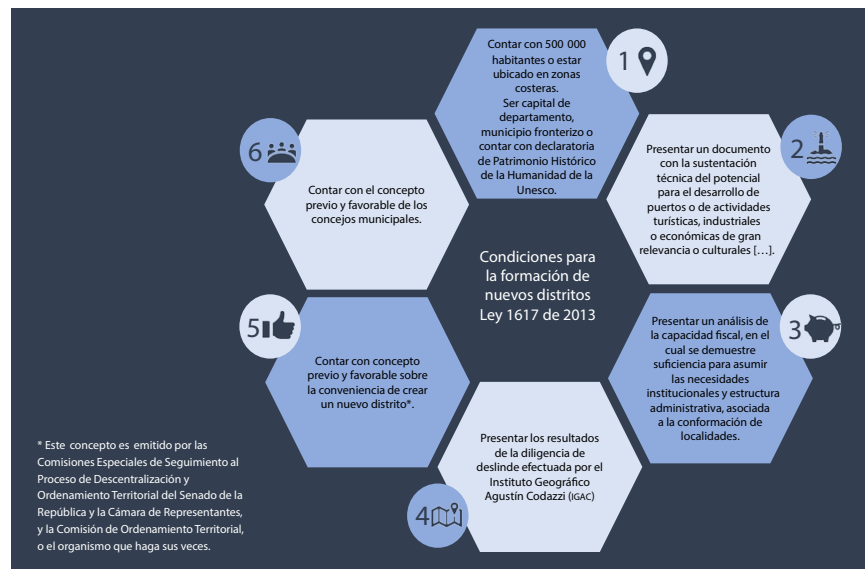 1
Contar con 500 000
habitantes o estar
ubicado en zonas
costeras.
Ser capital de
departamento,
municipio fronterizo o
contar con declaratoria
de Patrimonio Histórico
de la Humanidad de la
Unesco.
2
Presentar un documento
con la sustentación
técnica del potencial
para el desarrollo de
puertos o de actividades
turísticas, industriales
o económicas de gran
relevancia o culturales [...].
3
Presentar un análisis de
la capacidad fiscal, en el
cual se demuestre
suficiencia para asumir
las necesidades
institucionales y estructura
administrativa, asociada
a la conformación de
localidades.
4
Presentar los resultados
de la diligencia de
deslinde efectuada por el
Instituto Geográfico
Agustín Codazzi (IGAC)
5
Contar con concepto
previo y favorable sobre
la conveniencia de crear
un nuevo distrito*.
6
Contar con el concepto
previo y favorable de los
concejos municipales.
Condiciones para
la formación de
nuevos distritos
Ley 1617 de 2013
* Este concepto es emitido por las
Comisiones Especiales de Seguimiento al
Proceso de Descentralización y
Ordenamiento Territorial del Senado de la
República y la Cámara de Representantes,
y la Comisión de Ordenamiento Territorial,
o el organismo que haga sus veces.